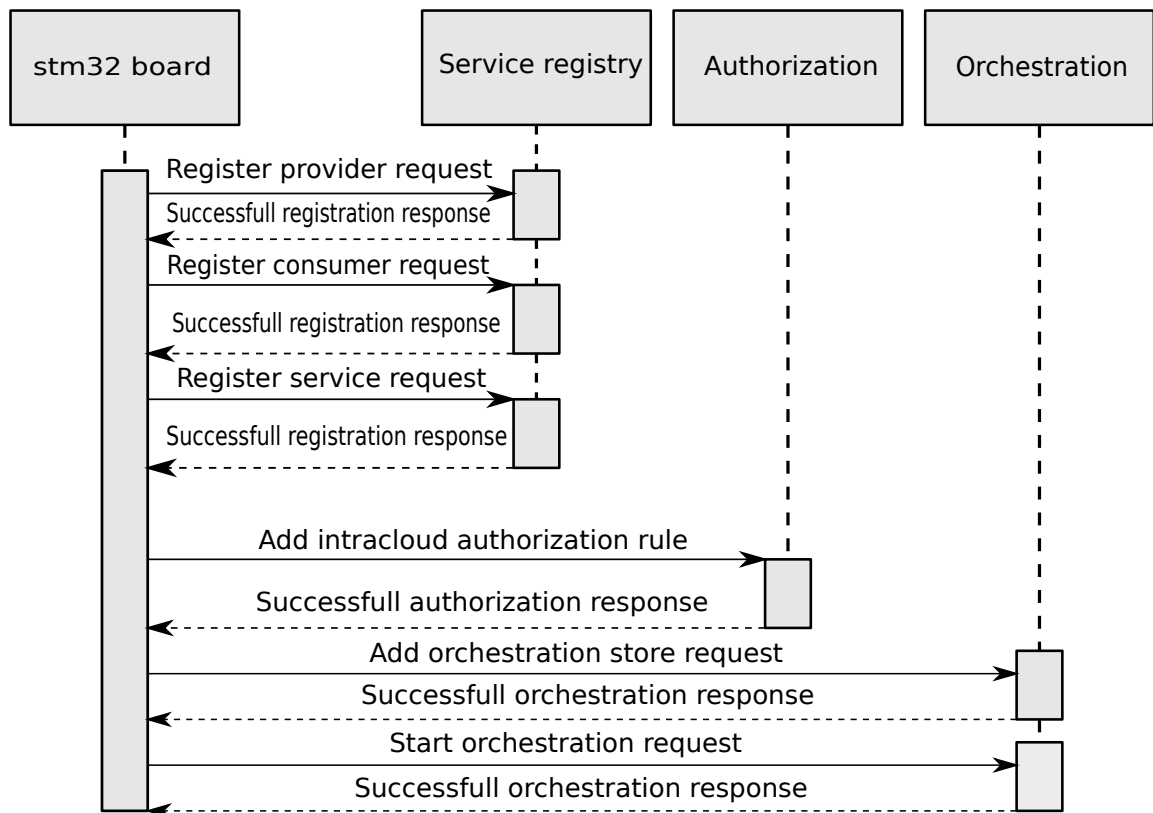 stm32 board
Service registry
Authorization
Orchestration
Register provider request
Successfull registration response
Register consumer request
Successfull registration response
Register service request
Successfull registration response
Add intracloud authorization rule
Successfull authorization response
Add orchestration store request
Successfull orchestration response
Start orchestration request
Successfull orchestration response